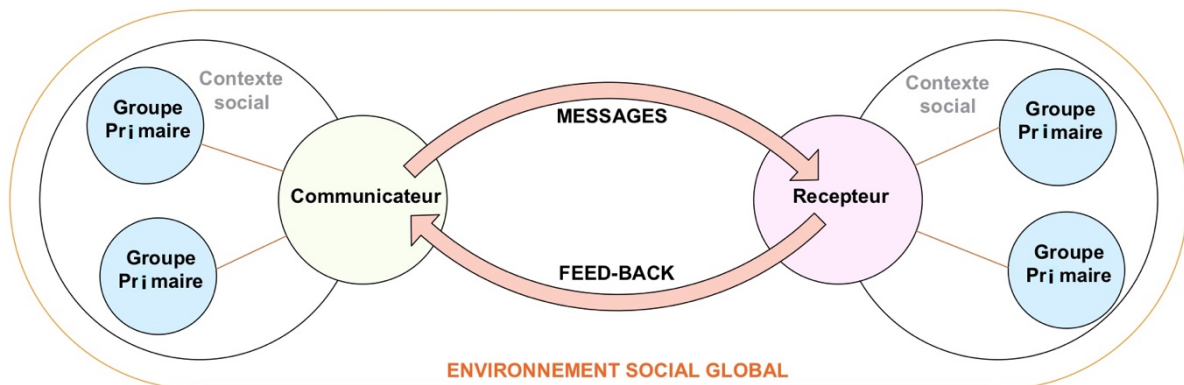 Contexte
social
Groupe
Primaire
Groupe
Primaire
Communicateur
MESSAGES
FEED-BACK
Recepteur
Contexte
social
Groupe
Primaire
Groupe
Primaire
ENVIRONNEMENT SOCIAL GLOBAL